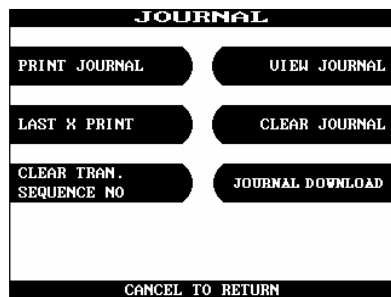 JOURNAL
PRINT JOURNAL
VIEW JOURNAL
LAST X PRINT
CLEAR JOURNAL
CLEAR TRAN.
SEQUENCE NO
JOURNAL DOWNLOAD
CANCEL TO RETURN